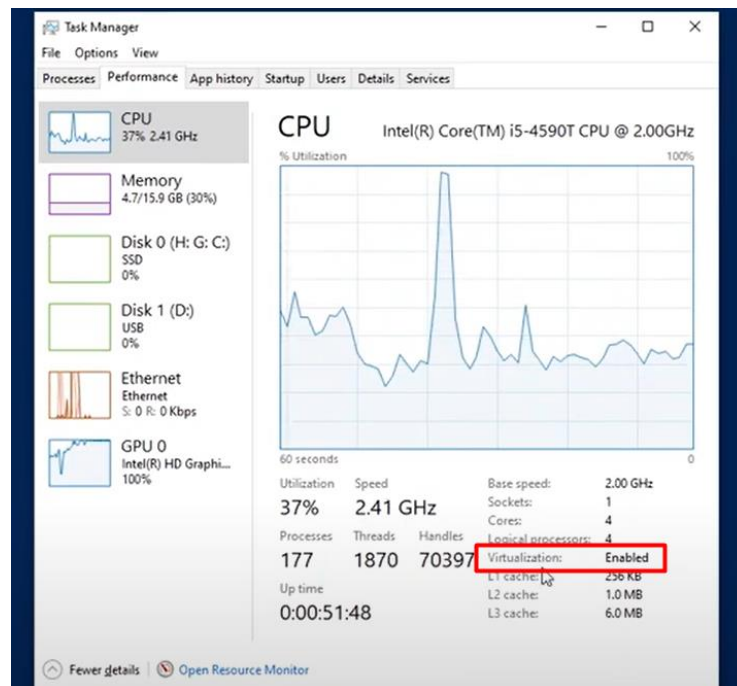 Task Manager
File Options View
Processes Performance App history Startup Users Details Services
CPU
37% 2.41 GHz
Memory
4.7/15.9 GB (30%)
Disk 0 (H: G: C:)
SSD
0%
Disk 1 (D:)
USB
0%
Ethernet
Ethernet
S: 0 R: 0 Kbps
GPU 0
Intel(R) HD Graphi...
100%
CPU Intel(R) Core(TM) i5-4590T CPU @ 2.00GHz
% Utilization 100%
60 seconds 0
Utilization Speed
37% 2.41 GHz
Processes Threads Handles
177 1870 70397
Up time
0:00:51:48
Base speed: 2.00 GHz
Sockets: 1
Cores: 4
Logical processors: 4
Virtualization: Enabled
L1 cache: 256 KB
L2 cache: 1.0 MB
L3 cache: 6.0 MB
Fewer details Open Resource Monitor